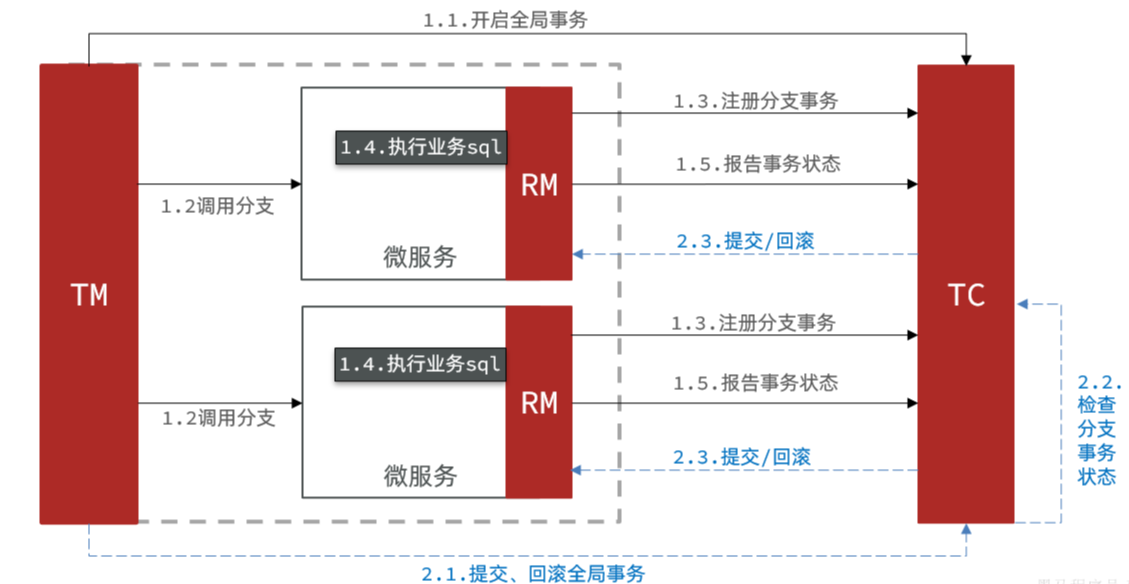 1.1.开启全局事务
1.3.注册分支事务
1.4.执行业务sql
1.5.报告事务状态
RM
1.2调用分支
2.3.提交/回滚
微服务
TM
TC
1.3.注册分支事务
1.4.执行业务sql
1.5.报告事务状态
2.2.
检查
分支
事务
状态
RM
1.2调用分支
2.3.提交/回滚
微服务
2.1.提交、回滚全局事务